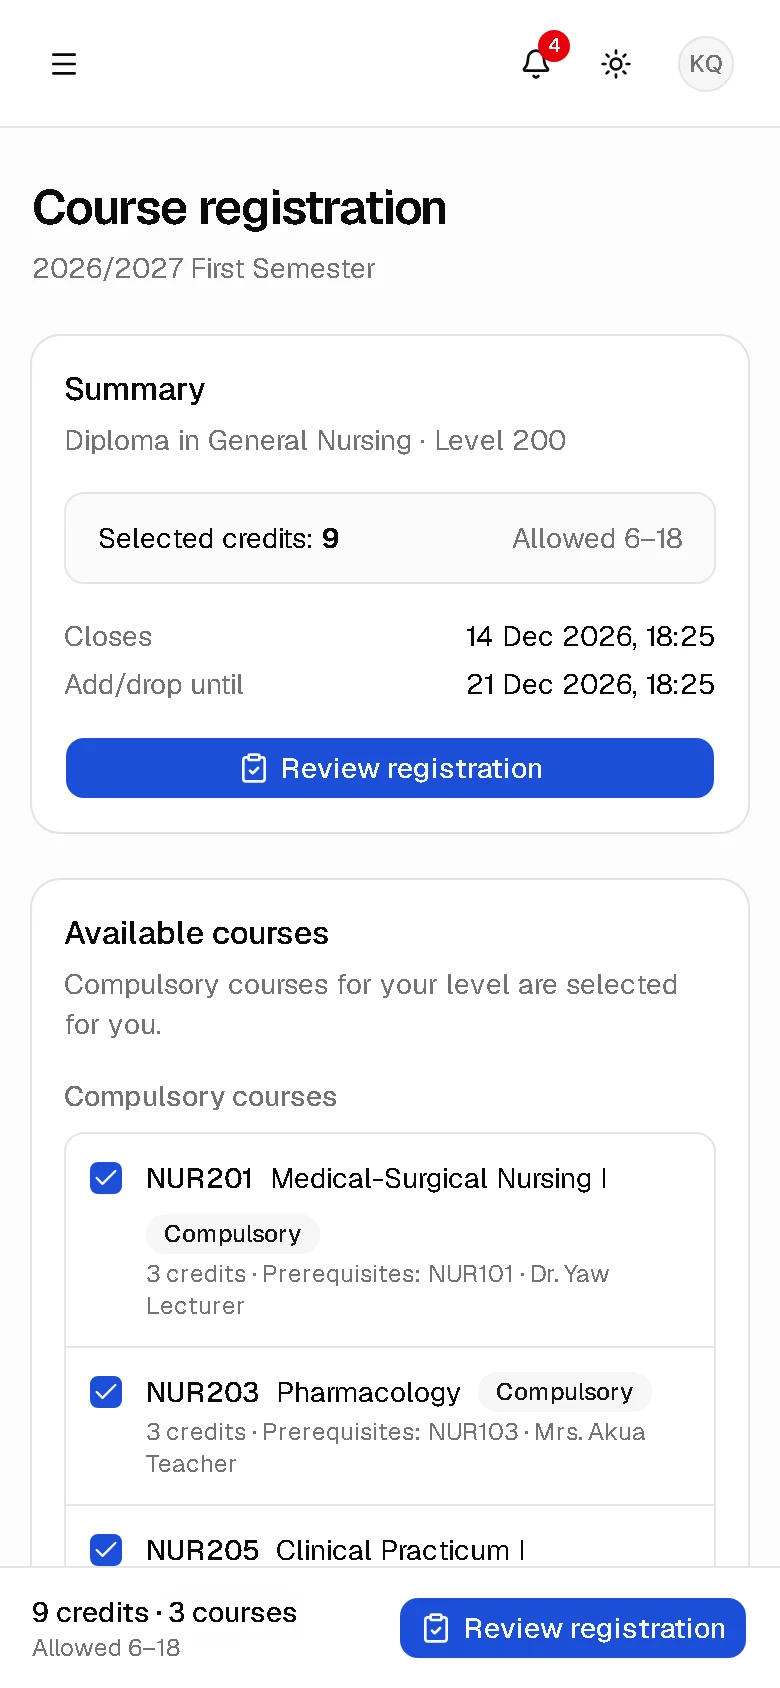 4
KQ
Course registration
2026/2027 First Semester
Summary
Diploma in General Nursing · Level 200
Selected credits: 9 Allowed 6–18
Closes 14 Dec 2026, 18:25
Add/drop until 21 Dec 2026, 18:25
Review registration
Available courses
Compulsory courses for your level are selected
for you.
Compulsory courses
NUR201 Medical-Surgical Nursing I
Compulsory
3 credits · Prerequisites: NUR101 · Dr. Yaw
Lecturer
NUR203 Pharmacology Compulsory
3 credits · Prerequisites: NUR103 · Mrs. Akua
Teacher
NUR205 Clinical Practicum I
9 credits · 3 courses
Allowed 6–18
Review registration